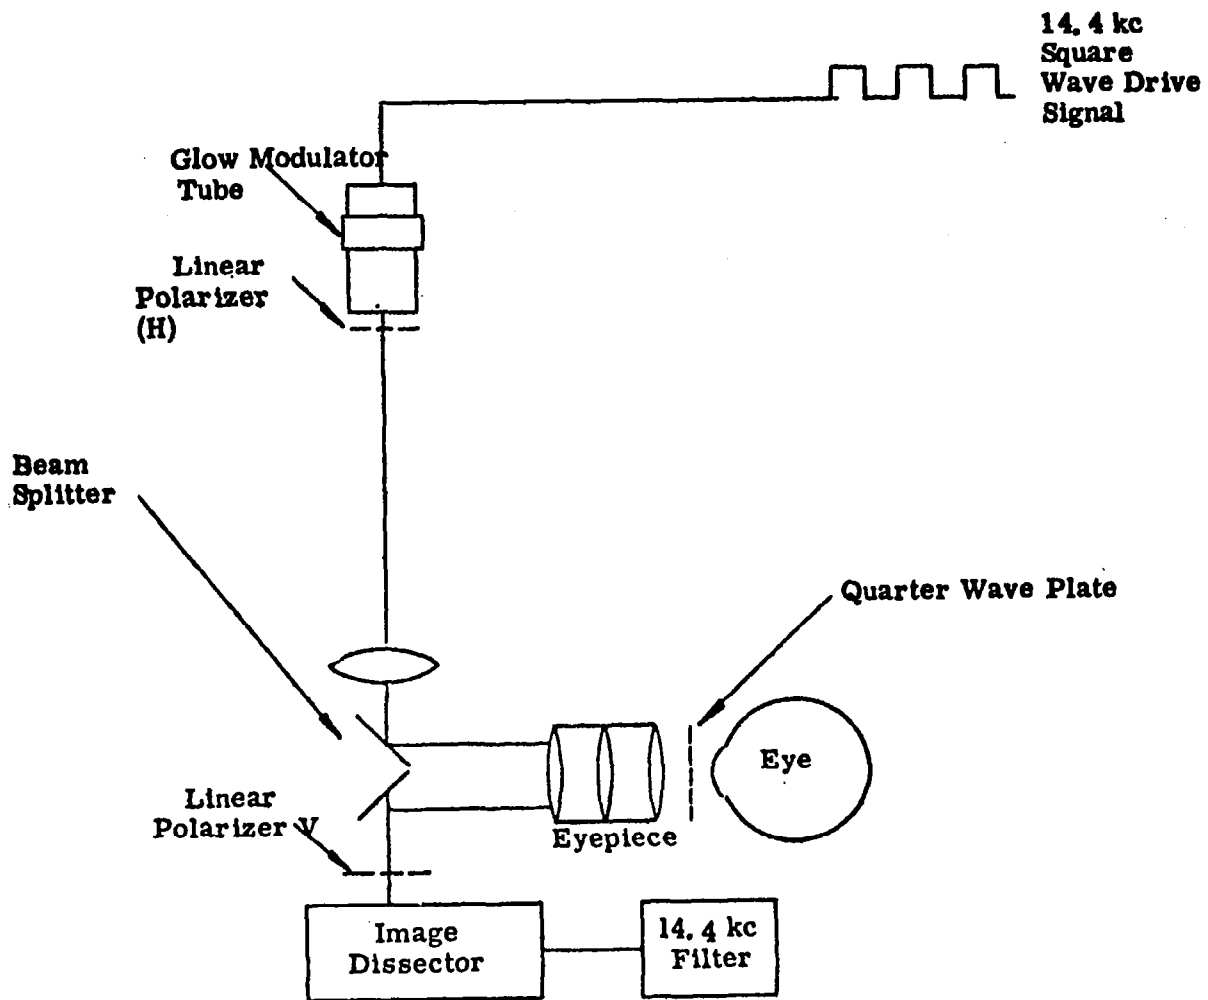 14.4 kc
Square
Wave Drive
Signal
Glow Modulator
Tube
Linear
Polarizer
(H)
Beam
Splitter
Quarter Wave Plate
Eye
Linear
Polarizer V
Eyepiece
Image
Dissector
14.4 kc
Filter